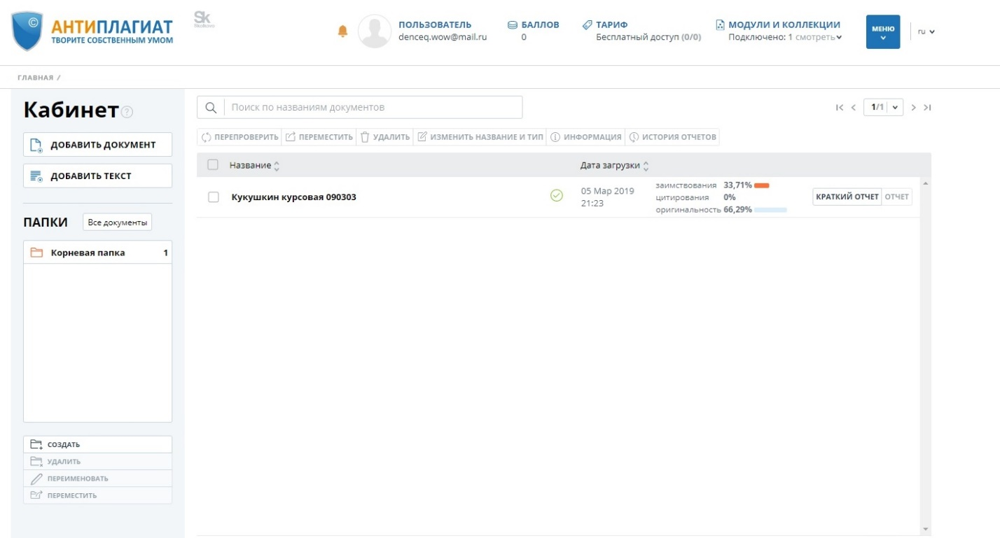 ©
АНТИПЛАГИАТ
ТВОРИТЕ СОБСТВЕННЫМ УМОМ
Sk
Skolkovo
ПОЛЬЗОВАТЕЛЬ
denceq.wow@mail.ru
БАЛЛОВ
0
ТАРИФ
Бесплатный доступ (0/0)
МОДУЛИ И КОЛЛЕКЦИИ
Подключено: 1 смотреть
МЕНЮ
ru
ГЛАВНАЯ /
Кабинет ?
ДОБАВИТЬ ДОКУМЕНТ
ДОБАВИТЬ ТЕКСТ
ПАПКИ Все документы
Корневая папка 1
СОЗДАТЬ
УДАЛИТЬ
ПЕРЕИМЕНОВАТЬ
ПЕРЕМЕСТИТЬ
Поиск по названиям документов
1/1
ПЕРЕПРОВЕРИТЬ ПЕРЕМЕСТИТЬ УДАЛИТЬ ИЗМЕНИТЬ НАЗВАНИЕ И ТИП ИНФОРМАЦИЯ ИСТОРИЯ ОТЧЕТОВ
Название Дата загрузки
Кукушкин курсовая 090303
05 Мар 2019
21:23
заимствования 33,71%
цитирования 0%
оригинальность 66,29%
КРАТКИЙ ОТЧЕТ ОТЧЕТ